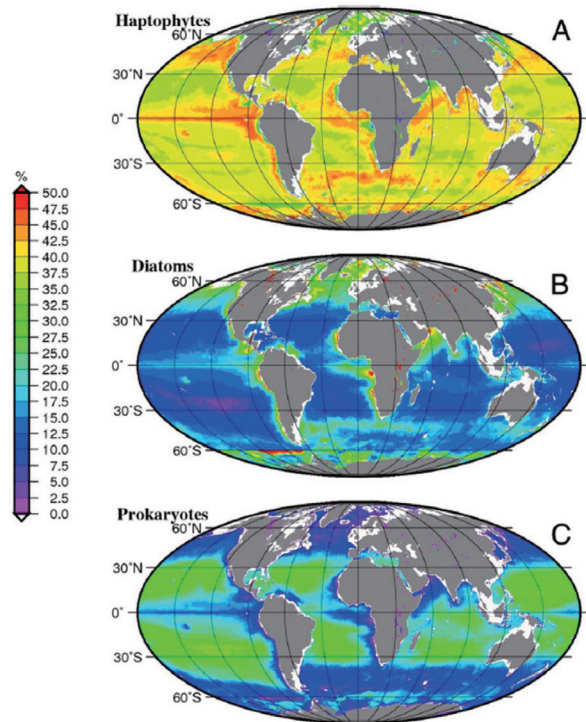 Haptophytes
A
60°N
30°N
0°
30°S
60°S
%
50.0
47.5
45.0
42.5
40.0
37.5
35.0
32.5
30.0
27.5
25.0
22.5
20.0
17.5
15.0
12.5
10.0
7.5
5.0
2.5
0.0
Diatoms
B
60°N
30°N
0°
30°S
60°S
Prokaryotes
C
60°N
30°N
0°
30°S
60°S